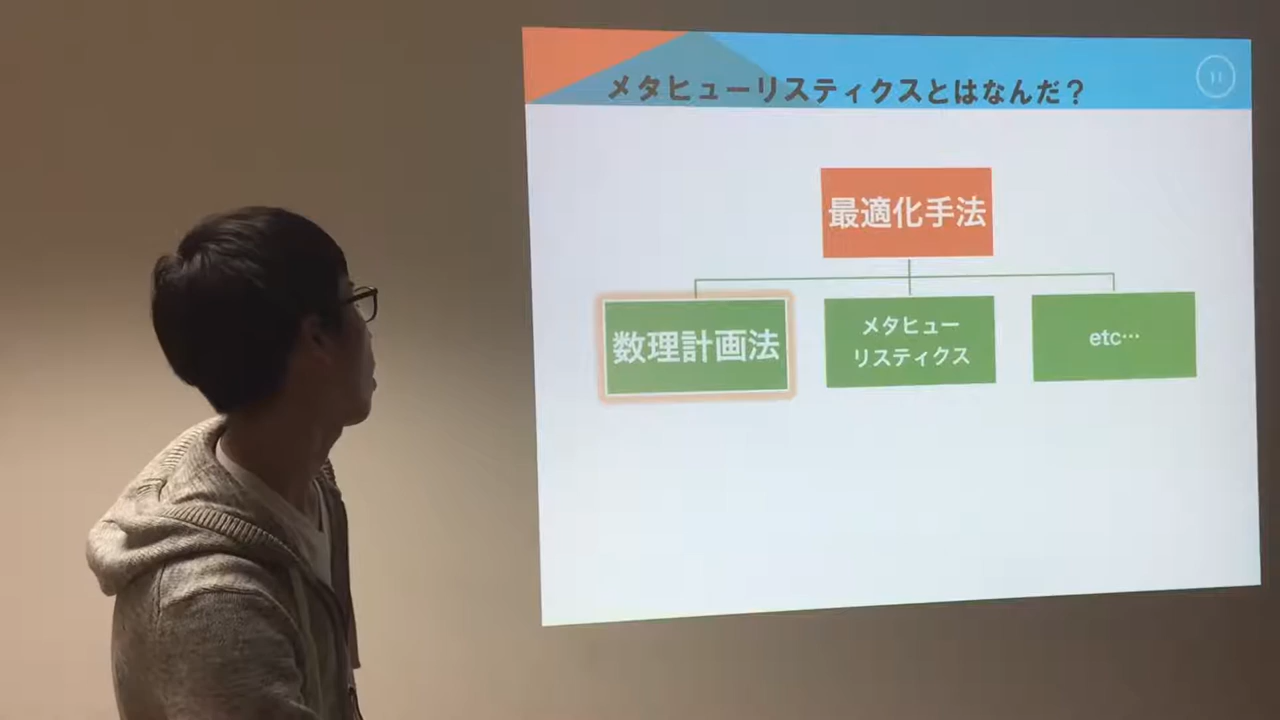 メタヒューリスティクスとはなんだ？
11
最適化手法
数理計画法
メタヒュー
リスティクス
etc…